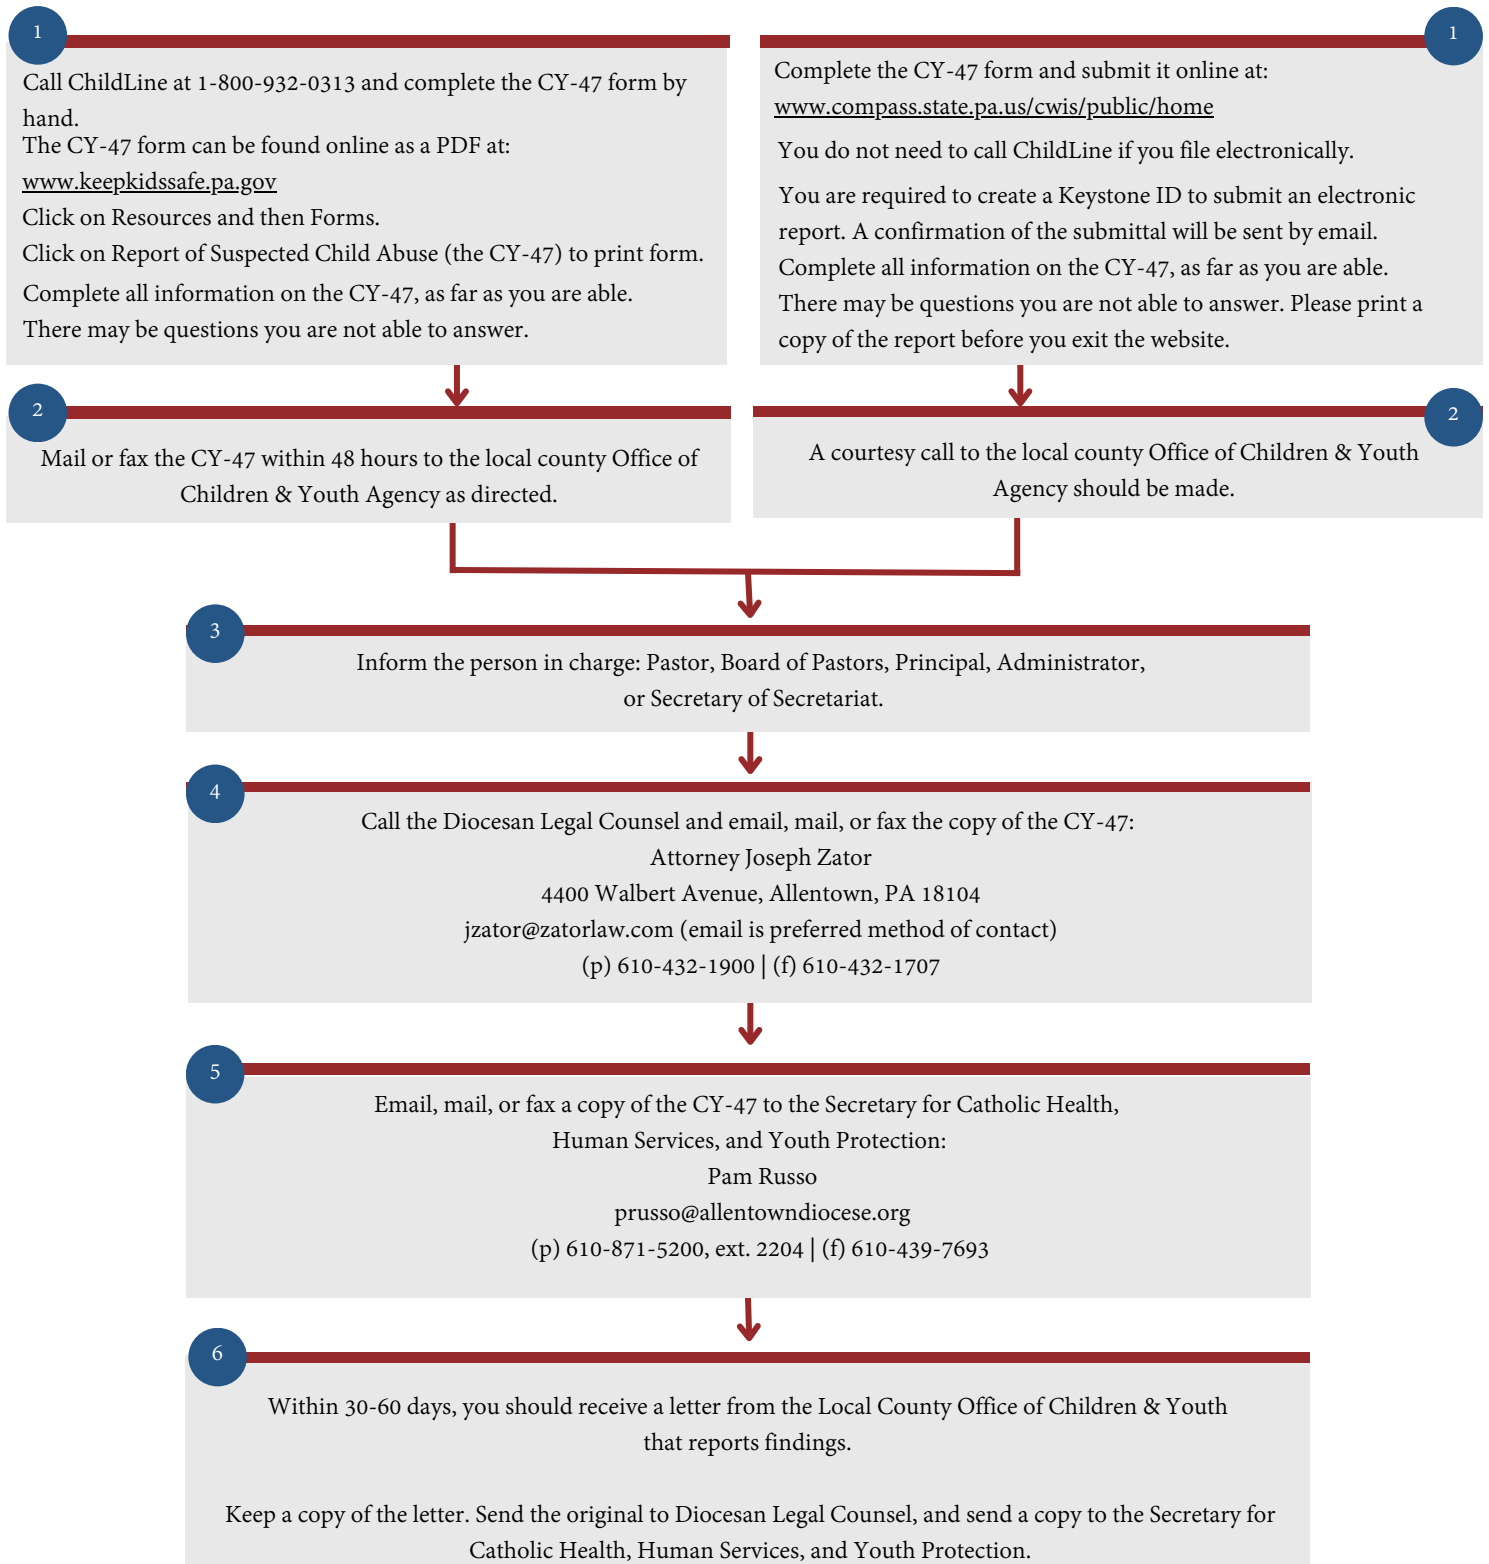 1
Call ChildLine at 1-800-932-0313 and complete the CY-47 form by
hand.
The CY-47 form can be found online as a PDF at:
www.keepkidssafe.pa.gov
Click on Resources and then Forms.
Click on Report of Suspected Child Abuse (the CY-47) to print form.
Complete all information on the CY-47, as far as you are able.
There may be questions you are not able to answer.
1
Complete the CY-47 form and submit it online at:
www.compass.state.pa.us/cwis/public/home
You do not need to call ChildLine if you file electronically.
You are required to create a Keystone ID to submit an electronic
report. A confirmation of the submittal will be sent by email.
Complete all information on the CY-47, as far as you are able.
There may be questions you are not able to answer. Please print a
copy of the report before you exit the website.
2
Mail or fax the CY-47 within 48 hours to the local county Office of
Children & Youth Agency as directed.
2
A courtesy call to the local county Office of Children & Youth
Agency should be made.
3
Inform the person in charge: Pastor, Board of Pastors, Principal, Administrator,
or Secretary of Secretariat.
4
Call the Diocesan Legal Counsel and email, mail, or fax the copy of the CY-47:
Attorney Joseph Zator
4400 Walbert Avenue, Allentown, PA 18104
jzator@zatorlaw.com (email is preferred method of contact)
(p) 610-432-1900 | (f) 610-432-1707
5
Email, mail, or fax a copy of the CY-47 to the Secretary for Catholic Health,
Human Services, and Youth Protection:
Pam Russo
prusso@allentowndiocese.org
(p) 610-871-5200, ext. 2204 | (f) 610-439-7693
6
Within 30-60 days, you should receive a letter from the Local County Office of Children & Youth
that reports findings.
Keep a copy of the letter. Send the original to Diocesan Legal Counsel, and send a copy to the Secretary for
Catholic Health, Human Services, and Youth Protection.